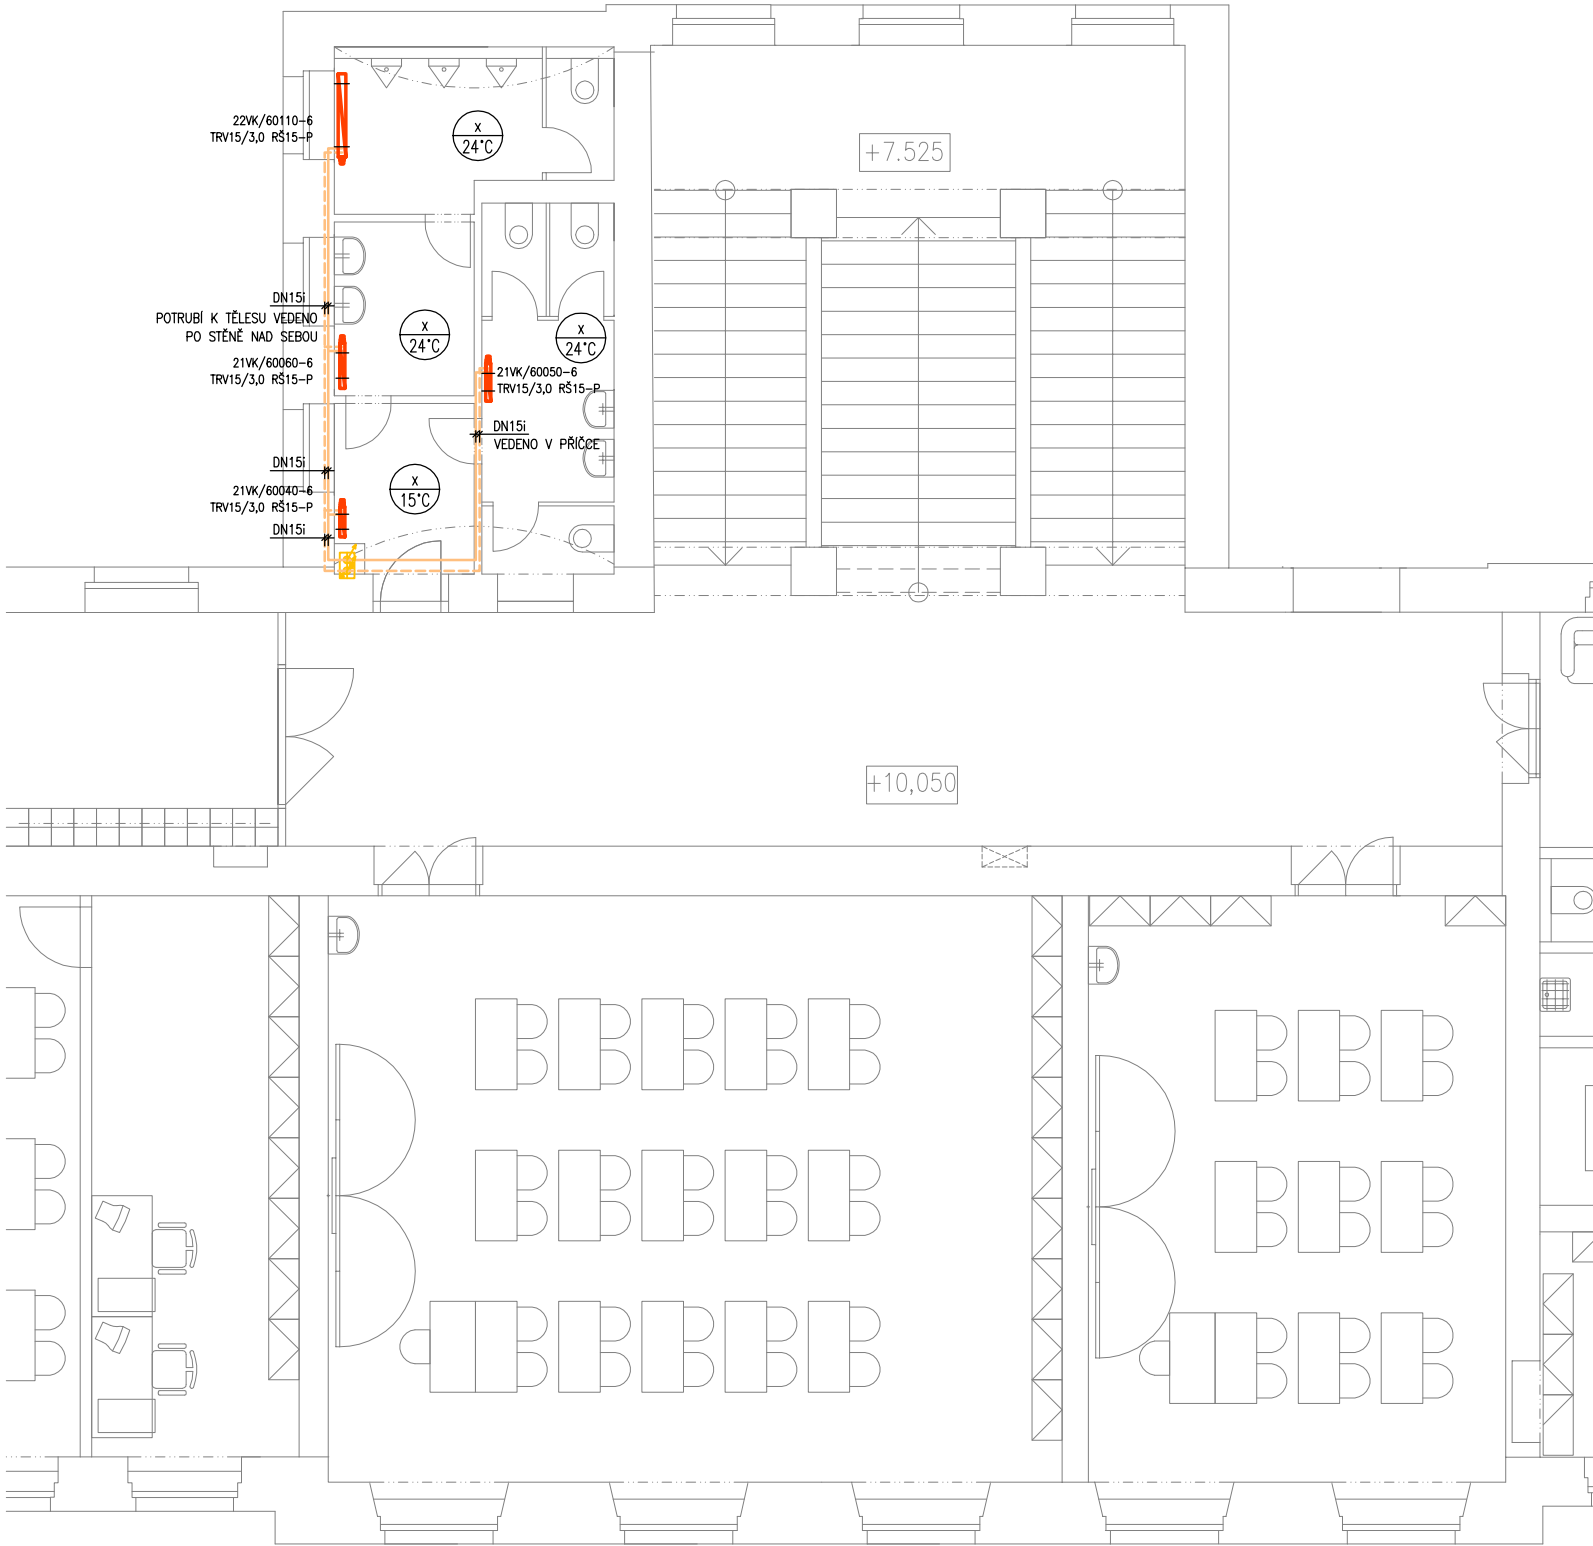 22VK/60110-6
TRV15/3,0 RŠ15-P
X
24°C
+7.525
DN15i
POTRUBÍ K TĚLESU VEDENO
PO STĚNĚ NAD SEBOU
X
24°C
X
24°C
21VK/60060-6
TRV15/3,0 RŠ15-P
21VK/60050-6
TRV15/3,0 RŠ15-P
DN15i
VEDENO V PŘÍČCE
DN15i
X
15°C
21VK/60040-6
TRV15/3,0 RŠ15-P
DN15i
+10,050